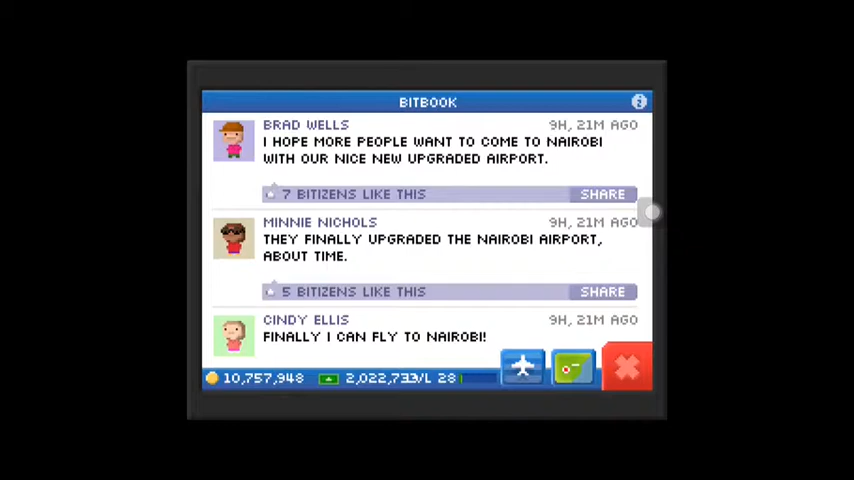 BITBOOK
BRAD WELLS 9H, 21M AGO
I HOPE MORE PEOPLE WANT TO COME TO NAIROBI
WITH OUR NICE NEW UPGRADED AIRPORT.
7 BITIZENS LIKE THIS SHARE
MINNIE NICHOLS 9H, 21M AGO
THEY FINALLY UPGRADED THE NAIROBI AIRPORT,
ABOUT TIME.
5 BITIZENS LIKE THIS SHARE
CINDY ELLIS 9H, 21M AGO
FINALLY I CAN FLY TO NAIROBI!
10,757,948 28